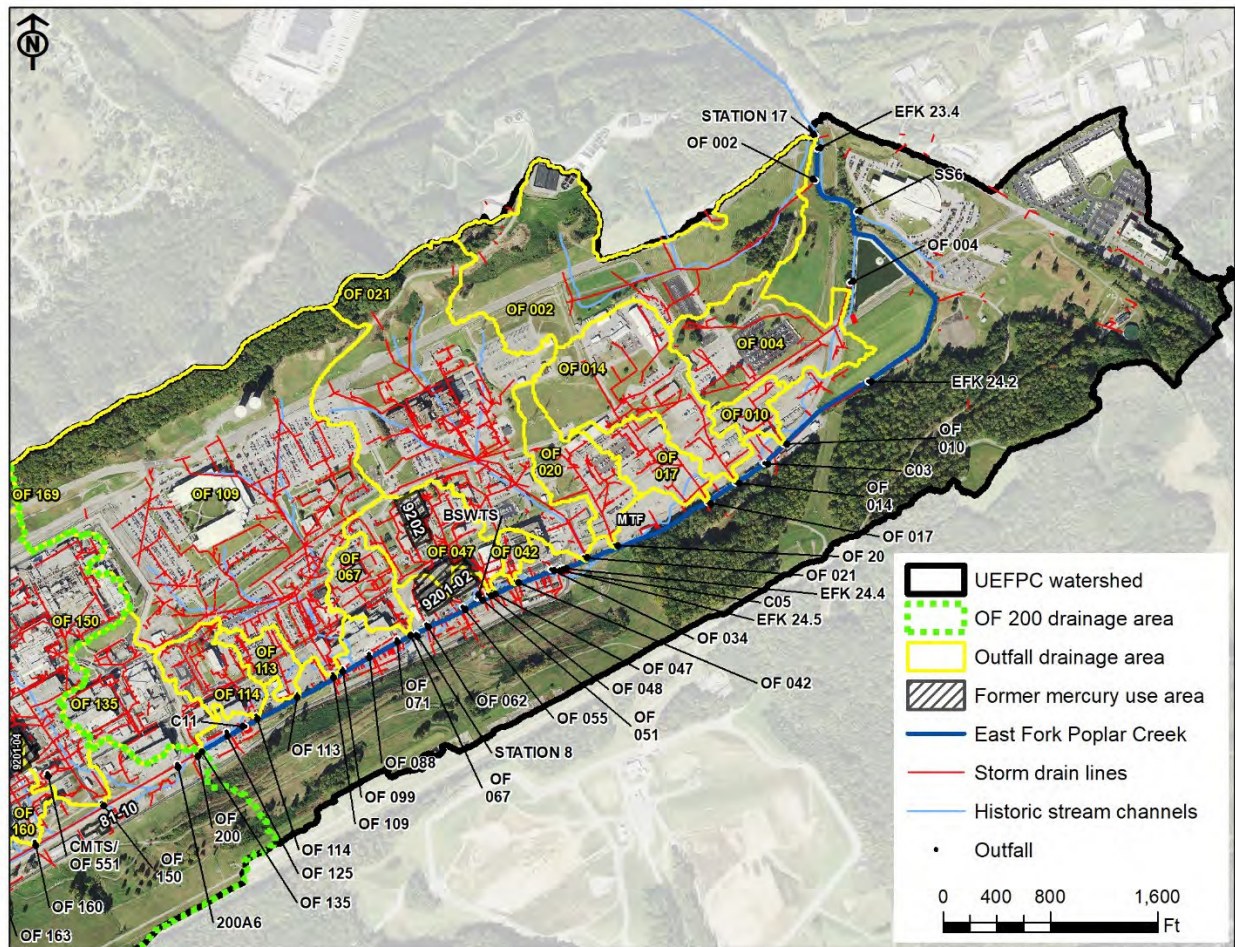 N
STATION 17
EFK 23.4
OF 002
SS6
OF 004
OF 021
OF 002
OF 004
OF 014
EFK 24.2
OF 010
OF
010
OF
020
OF
017
C03
OF
014
OF 169
OF 109
9202
BSWTS
MTF
OF 017
OF 047
OF 042
OF
067
9201-02
OF 20
OF 021
EFK 24.4
C05
EFK 24.5
OF 034
OF 042
OF 047
OF 048
OF
051
OF 055
OF 062
OF
071
STATION 8
OF
067
OF 088
OF 099
OF 109
OF 113
OF 150
OF
113
OF 114
OF 135
C11
9201-04
OF
160
81-10
CMTS/
OF 551
OF
150
OF
200
OF 114
OF 125
OF 135
200A6
OF 160
OF 163
UEFPC watershed
OF 200 drainage area
Outfall drainage area
Former mercury use area
East Fork Poplar Creek
Storm drain lines
Historic stream channels
Outfall
0 400 800 1,600
Ft